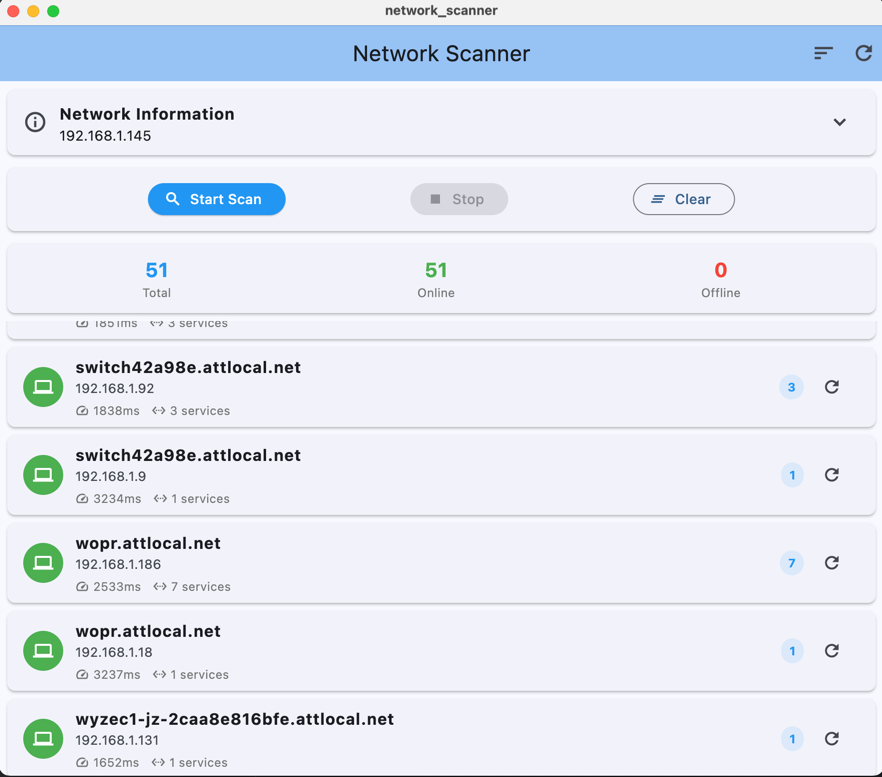 network_scanner
Network Scanner
Network Information
192.168.1.145
Start Scan
Stop
Clear
51
Total
51
Online
0
Offline
1851ms 3 services
switch42a98e.attlocal.net
192.168.1.92
1838ms 3 services
3
switch42a98e.attlocal.net
192.168.1.9
3234ms 1 services
1
wopr.attlocal.net
192.168.1.186
2533ms 7 services
7
wopr.attlocal.net
192.168.1.18
3237ms 1 services
1
wyzec1-jz-2caa8e816bfe.attlocal.net
192.168.1.131
1652ms 1 services
1